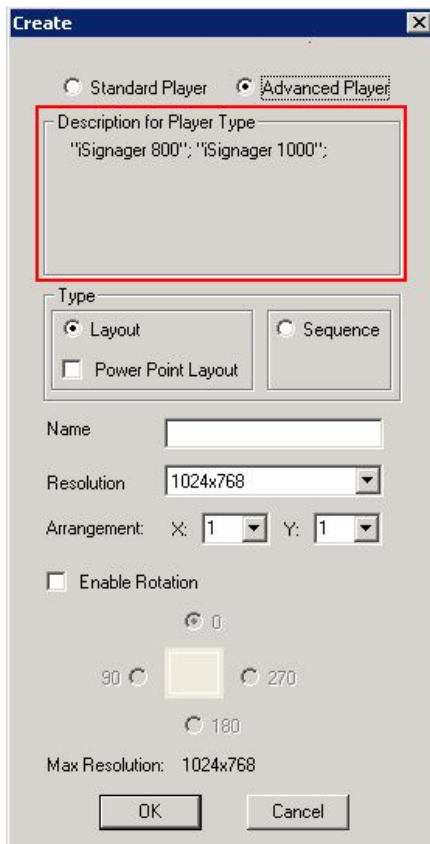 Create
Standard Player Advanced Player
Description for Player Type
"iSignager 800"; "iSignager 1000";
Type
Layout Sequence
Power Point Layout
Name
Resolution 1024x768
Arrangement: X: 1 Y: 1
Enable Rotation
0
90 270
180
Max Resolution: 1024x768
OK Cancel